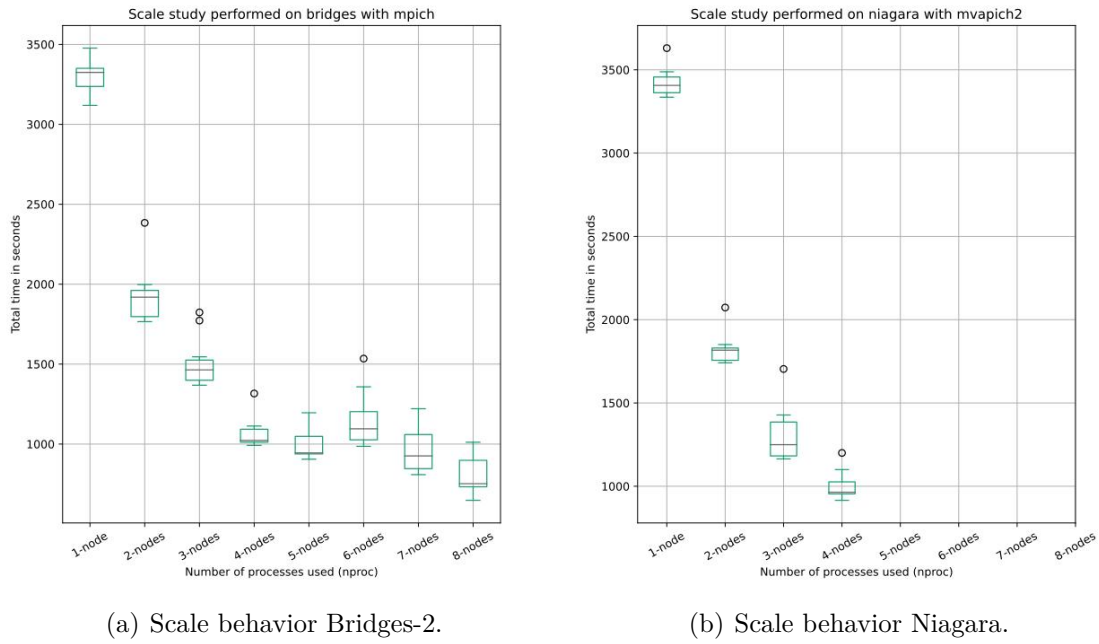 Scale study performed on bridges with mpich
3500
3000
2500
2000
1500
1000
Total time in seconds
1-node
2-nodes
3-nodes
4-nodes
5-nodes
6-nodes
7-nodes
8-nodes
Number of processes used (nproc)
(a) Scale behavior Bridges-2.
Scale study performed on niagara with mvapich2
3500
3000
2500
2000
1500
1000
Total time in seconds
1-node
2-nodes
3-nodes
4-nodes
5-nodes
6-nodes
7-nodes
8-nodes
Number of processes used (nproc)
(b) Scale behavior Niagara.